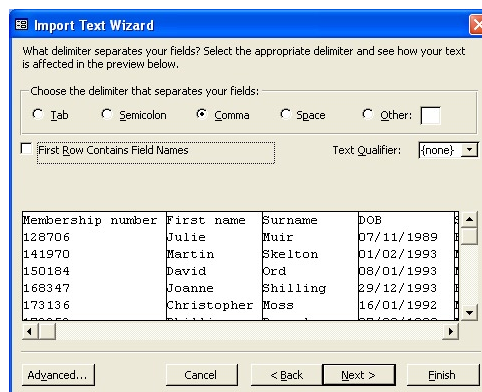 Import Text Wizard
What delimiter separates your fields? Select the appropriate delimiter and see how your text
is affected in the preview below.
Choose the delimiter that separates your fields:
Tab Semicolon Comma Space Other:
First Row Contains Field Names Text Qualifier: {none}
Membership number First name Surname DOB
128706 Julie Muir 07/11/1989
141970 Martin Skelton 01/02/1993
150184 David Ord 08/01/1993
168347 Joanne Shilling 29/12/1993
173136 Christopher Moss 16/01/1992
Advanced... Cancel < Back Next > Finish